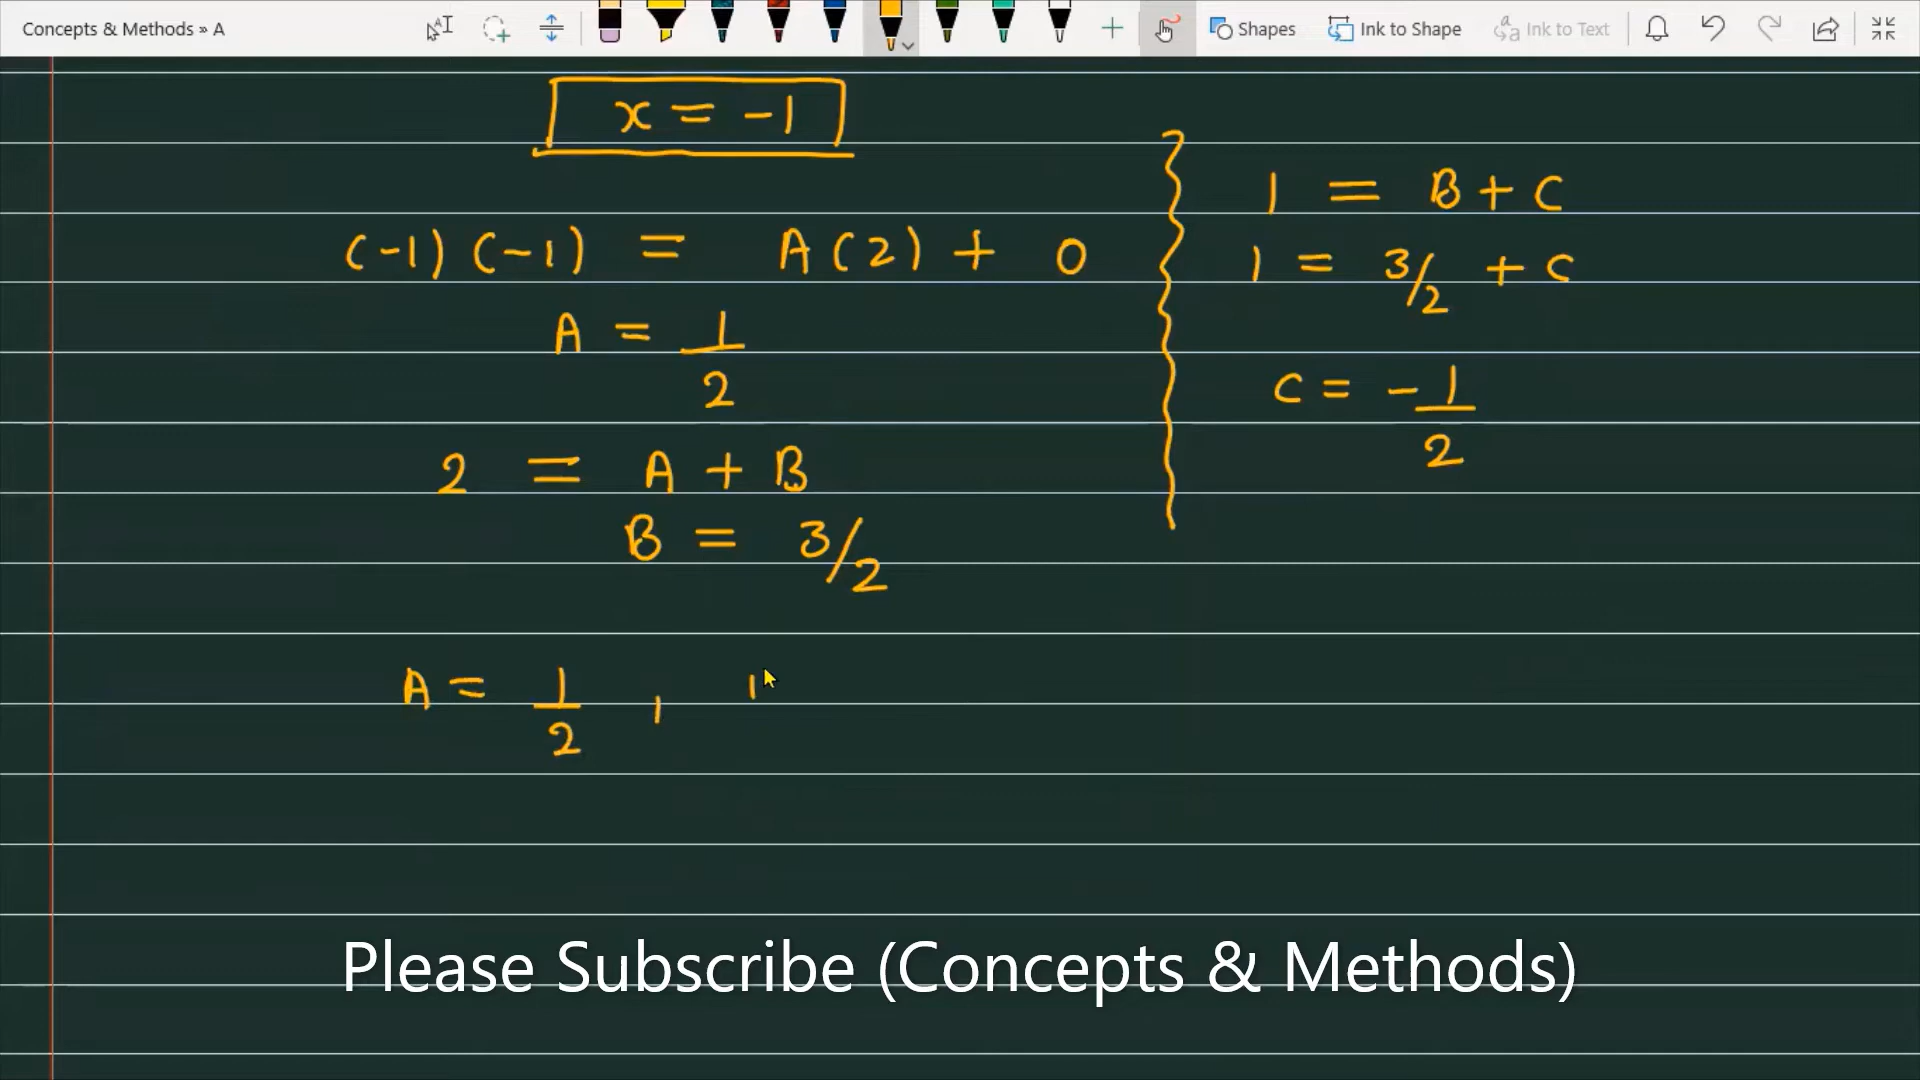 Concepts & Methods » A
Shapes
Ink to Shape
Ink to Text
x = -1
(-1) (-1) = A(2) + 0
A = 1/2
2 = A + B
B = 3/2
1 = B + C
1 = 3/2 + C
C = -1/2
A = 1/2 ,
Please Subscribe (Concepts & Methods)